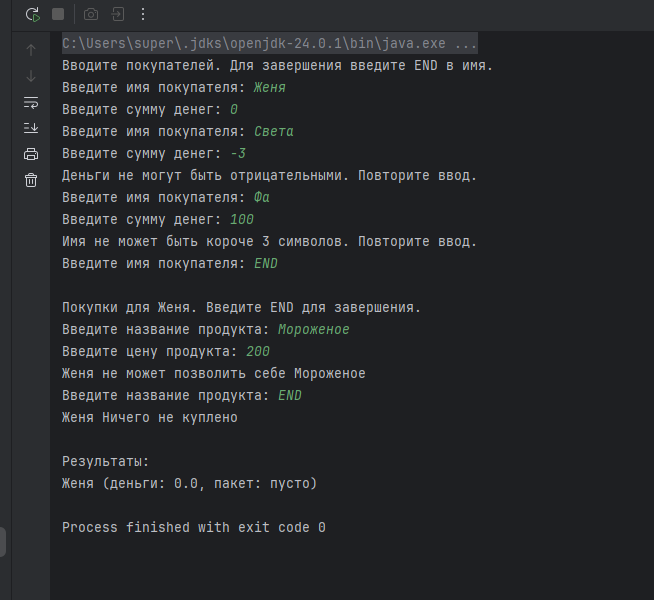 C:\Users\super\.jdks\openjdk-24.0.1\bin\java.exe ...
Вводите покупателей. Для завершения введите END в имя.
Введите имя покупателя: Женя
Введите сумму денег: 0
Введите имя покупателя: Света
Введите сумму денег: -3
Деньги не могут быть отрицательными. Повторите ввод.
Введите имя покупателя: Фа
Введите сумму денег: 100
Имя не может быть короче 3 символов. Повторите ввод.
Введите имя покупателя: END
Покупки для Женя. Введите END для завершения.
Введите название продукта: Мороженое
Введите цену продукта: 200
Женя не может позволить себе Мороженое
Введите название продукта: END
Женя Ничего не куплено
Результаты:
Женя (деньги: 0.0, пакет: пусто)
Process finished with exit code 0